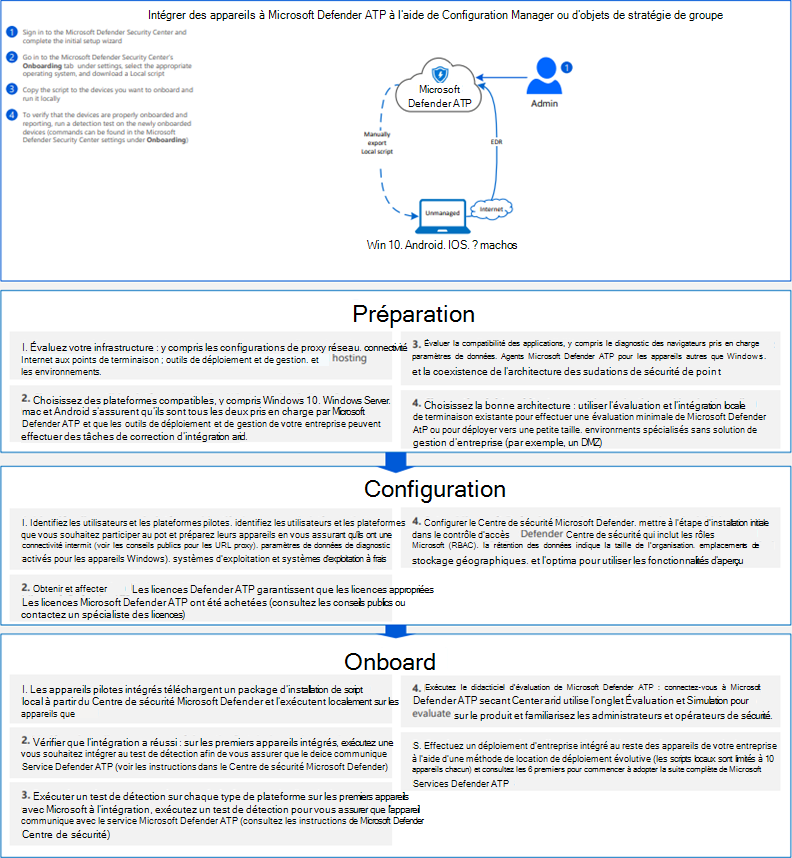 Intégrer des appareils à Microsoft Defender ATP à l'aide de Configuration Manager ou d'objets de stratégie de groupe
1 Sign in to the Microsoft Defender Security Center and
complete the initial setup wizard
2 Go in to the Microsoft Defender Security Center's
Onboarding tab under settings, select the appropriate
operating system, and download a Local script
3 Copy the script to the devices you want to onboard and
run it locally
4 To verify that the devices are properly onboarded and
reporting, run a detection test on the newly onboarded
devices (commands can be found in the Microsoft
Defender Security Center settings under Onboarding)
Microsoft
Defender ATP
1
Admin
Manually
export
Local script
EDR
Unmanaged
Internet
Win 10. Android. IOS. ? machos
Préparation
I. Évaluez votre infrastructure : y compris les configurations de proxy réseau. connectivité
Internet aux points de terminaison ; outils de déploiement et de gestion. et hosting
les environnements.
2. Choisissez des plateformes compatibles, y compris Windows 10. Windows Server.
mac et Android s'assurent qu'ils sont tous les deux pris en charge par Microsoft
Defender ATP et que les outils de déploiement et de gestion de votre entreprise peuvent
effectuer des tâches de correction d'intégration arid.
3. Évaluer la compatibilité des applications, y compris le diagnostic des navigateurs pris en charge
paramètres de données. Agents Microsoft Defender ATP pour les appareils autres que Windows.
et la coexistence de l'architecture des sudations de sécurité de point
4. Choisissez la bonne architecture : utiliser l'évaluation et l'intégration locale
de terminaison existante pour effectuer une évaluation minimale de Microsoft Defender
AtP ou pour déployer vers une petite taille. environrnents spécialisés sans solution de
gestion d'entreprise (par exemple, un DMZ)
Configuration
I. Identifiez les utilisateurs et les plateformes pilotes. identifiez les utilisateurs et les plateformes
que vous souhaitez participer au pot et préparez leurs appareils en vous assurant qu'ils ont une
connectivité intermit (voir les conseils publics pour les URL proxy). paramètres de données de diagnostic
activés pour les appareils Windows). systèmes d'exploitation et systèmes d'exploitation à frais
2. Obtenir et affecter Les licences Defender ATP garantissent que les licences appropriées
Les licences Microsoft Defender ATP ont été achetées (consultez les conseils publics ou
contactez un spécialiste des licences)
4. Configurer le Centre de sécurité Microsoft Defender. mettre à l'étape d'installation initiale
dans le contrôle d'accès Defender Centre de sécurité qui inclut les rôles
Microsoft (RBAC). la rétention des données indique la taille de l'organisation. emplacements de
stockage géographiques. et l'optima pour utiliser les fonctionnalités d'aperçu
Onboard
I. Les appareils pilotes intégrés téléchargent un package d'installation de script
local à partir du Centre de sécurité Microsoft Defender et l'exécutent localement sur les
appareils que
2. Vérifier que l'intégration a réussi : sur les premiers appareils intégrés, exécutez une
vous souhaitez intégrer au test de détection afin de vous assurer que le deice communique
Service Defender ATP (voir les instructions dans le Centre de sécurité Microsoft Defender)
3. Exécuter un test de détection sur chaque type de plateforme sur les premiers appareils
avec Microsoft à l'intégration, exécutez un test de détection pour vous assurer que l'appareil
communique avec le service Microsoft Defender ATP (consultez les instructions de Microsoft Defender
Centre de sécurité)
4. Exécutez le didacticiel d'évaluation de Microsoft Defender ATP : connectez-vous à Microsoft
Defender ATP secant Center arid utilise l'onglet Évaluation et Simulation pour
evaluate sur le produit et familiarisez les administrateurs et opérateurs de sécurité.
S. Effectuez un déploiement d'entreprise intégré au reste des appareils de votre entreprise
à l'aide d'une méthode de location de déploiement évolutive (les scripts locaux sont limités à 10
appareils chacun) et consultez les 6 premiers pour commencer à adopter la suite complète de Microsoft
Services Defender ATP